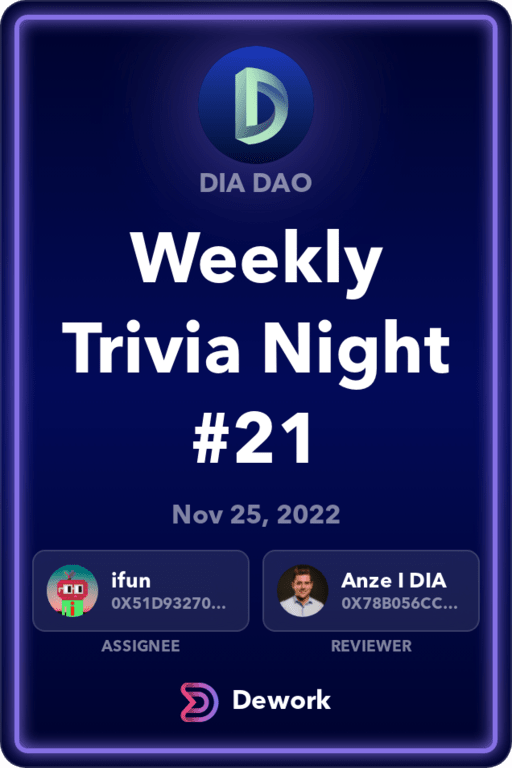 DIA DAO
Weekly
Trivia Night
#21
Nov 25, 2022
ifun
0X51D93270...
ASSIGNEE
Anze I DIA
0X78B056CC...
REVIEWER
Dework